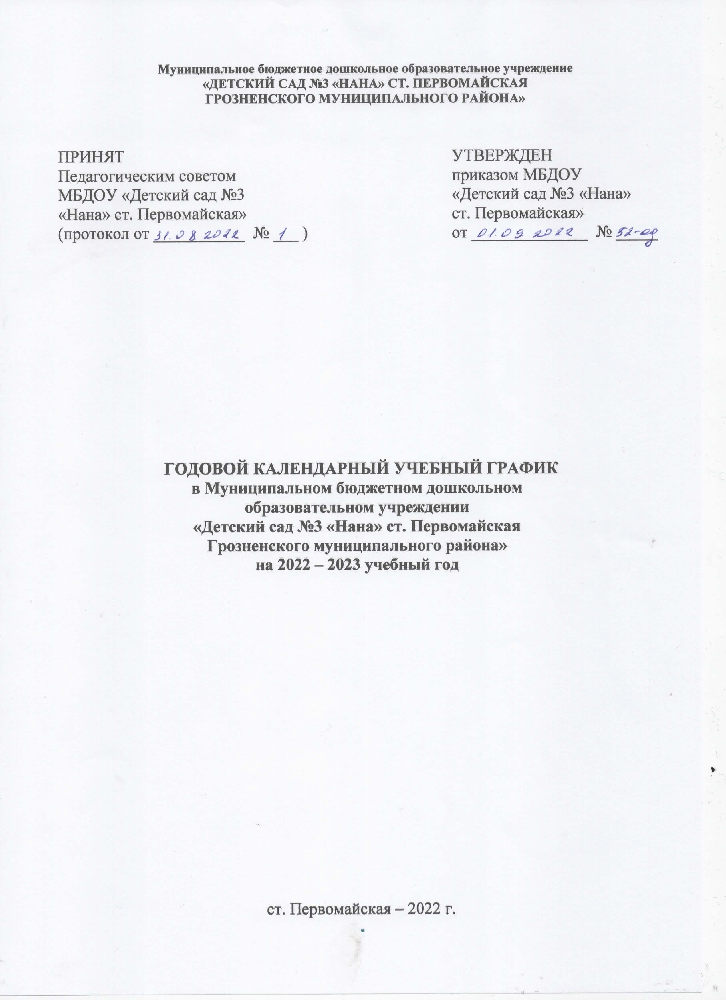 Муниципальное бюджетное дошкольное образовательное учреждение
«ДЕТСКИЙ САД №3 «НАНА» СТ. ПЕРВОМАЙСКАЯ
ГРОЗНЕНСКОГО МУНИЦИПАЛЬНОГО РАЙОНА»
ПРИНЯТ
Педагогическим советом
МБДОУ «Детский сад №3
«Нана» ст. Первомайская»
(протокол от 31.08 2022 № 1 )
УТВЕРЖДЕН
приказом МБДОУ
«Детский сад №3 «Нана»
ст. Первомайская»
от 01.09 2022 № 52-од
ГОДОВОЙ КАЛЕНДАРНЫЙ УЧЕБНЫЙ ГРАФИК
в Муниципальном бюджетном дошкольном
образовательном учреждении
«Детский сад №3 «Нана» ст. Первомайская
Грозненского муниципального района»
на 2022 – 2023 учебный год
ст. Первомайская – 2022 г.